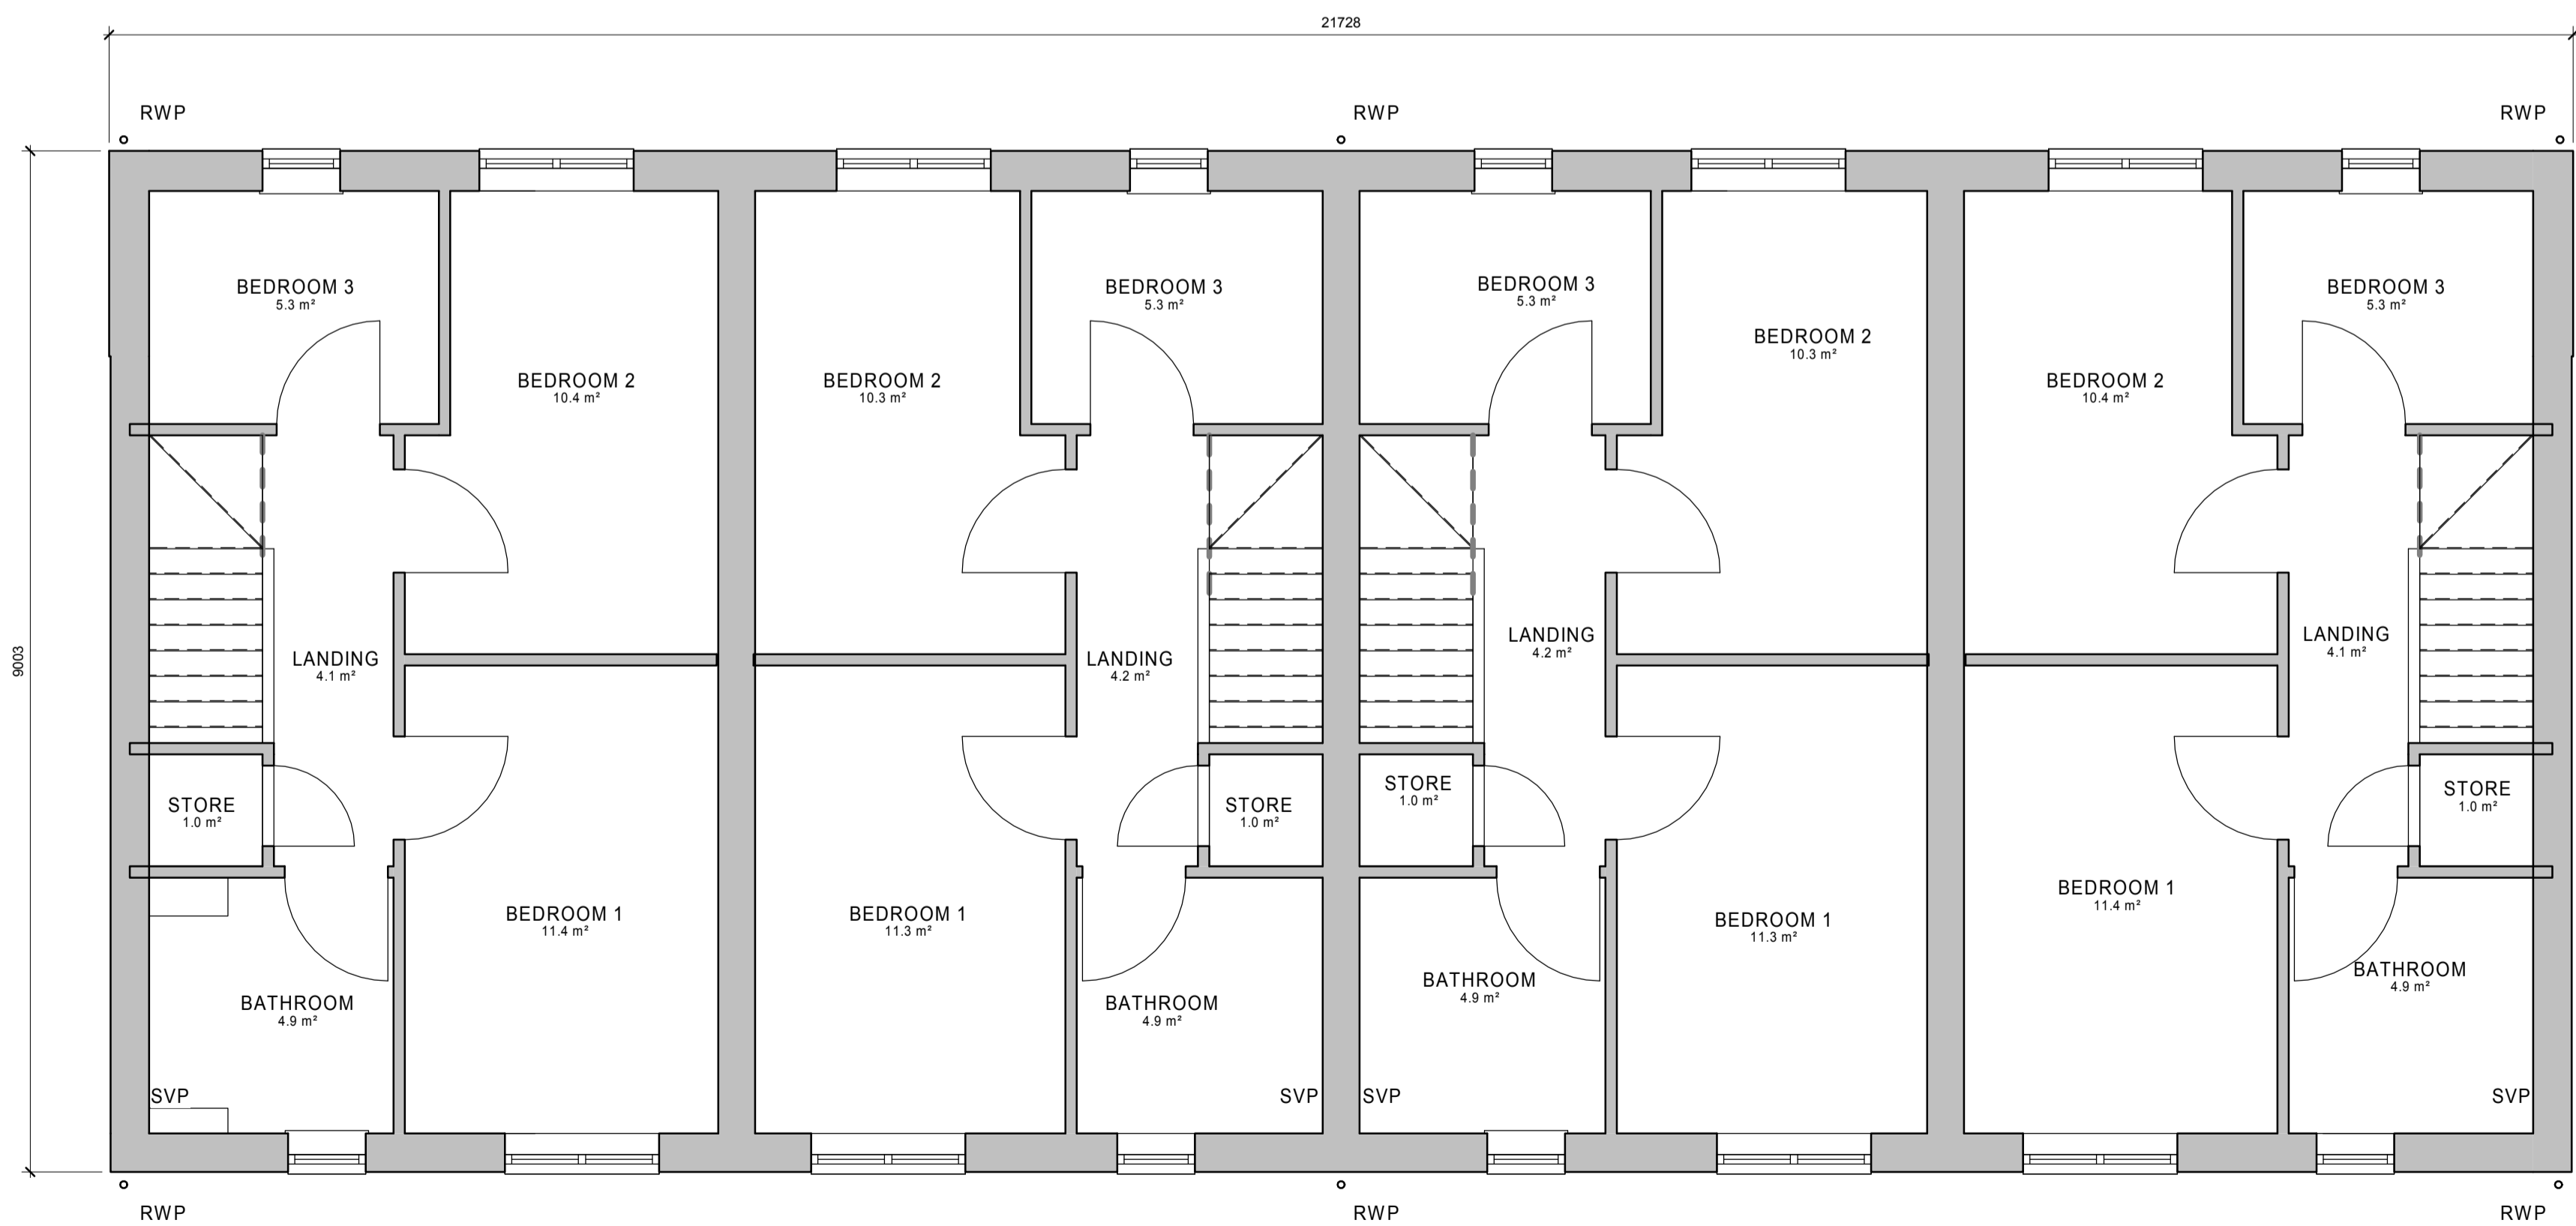 21728
RWP
RWP
RWP
9003
BEDROOM 3
5.3 m²
BEDROOM 2
10.4 m²
BEDROOM 2
10.3 m²
BEDROOM 3
5.3 m²
BEDROOM 3
5.3 m²
BEDROOM 2
10.3 m²
BEDROOM 2
10.4 m²
BEDROOM 3
5.3 m²
LANDING
4.1 m²
LANDING
4.2 m²
LANDING
4.2 m²
LANDING
4.1 m²
STORE
1.0 m²
STORE
1.0 m²
STORE
1.0 m²
STORE
1.0 m²
BEDROOM 1
11.4 m²
BEDROOM 1
11.3 m²
BEDROOM 1
11.3 m²
BEDROOM 1
11.4 m²
BATHROOM
4.9 m²
BATHROOM
4.9 m²
BATHROOM
4.9 m²
BATHROOM
4.9 m²
SVP
SVP
SVP
SVP
RWP
RWP
RWP